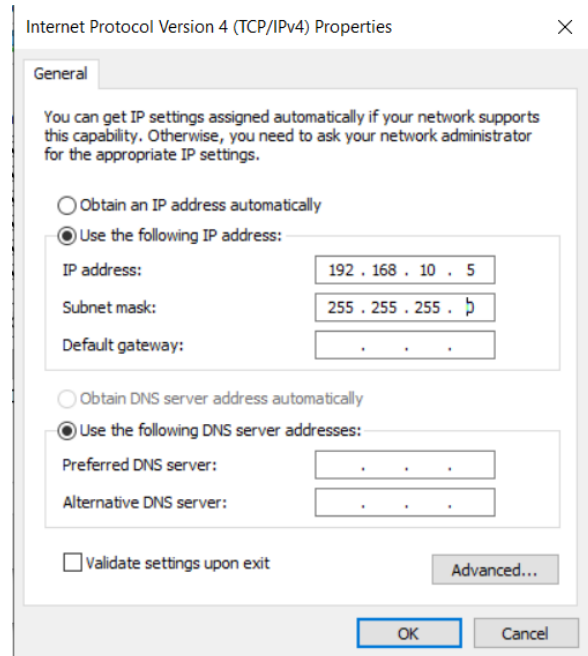 Internet Protocol Version 4 (TCP/IPv4) Properties
General
You can get IP settings assigned automatically if your network supports
this capability. Otherwise, you need to ask your network administrator
for the appropriate IP settings.
Obtain an IP address automatically
Use the following IP address:
IP address: 192 . 168 . 10 . 5
Subnet mask: 255 . 255 . 255 . 0
Default gateway: . . .
Obtain DNS server address automatically
Use the following DNS server addresses:
Preferred DNS server: . . .
Alternative DNS server: . . .
Validate settings upon exit
Advanced...
OK Cancel